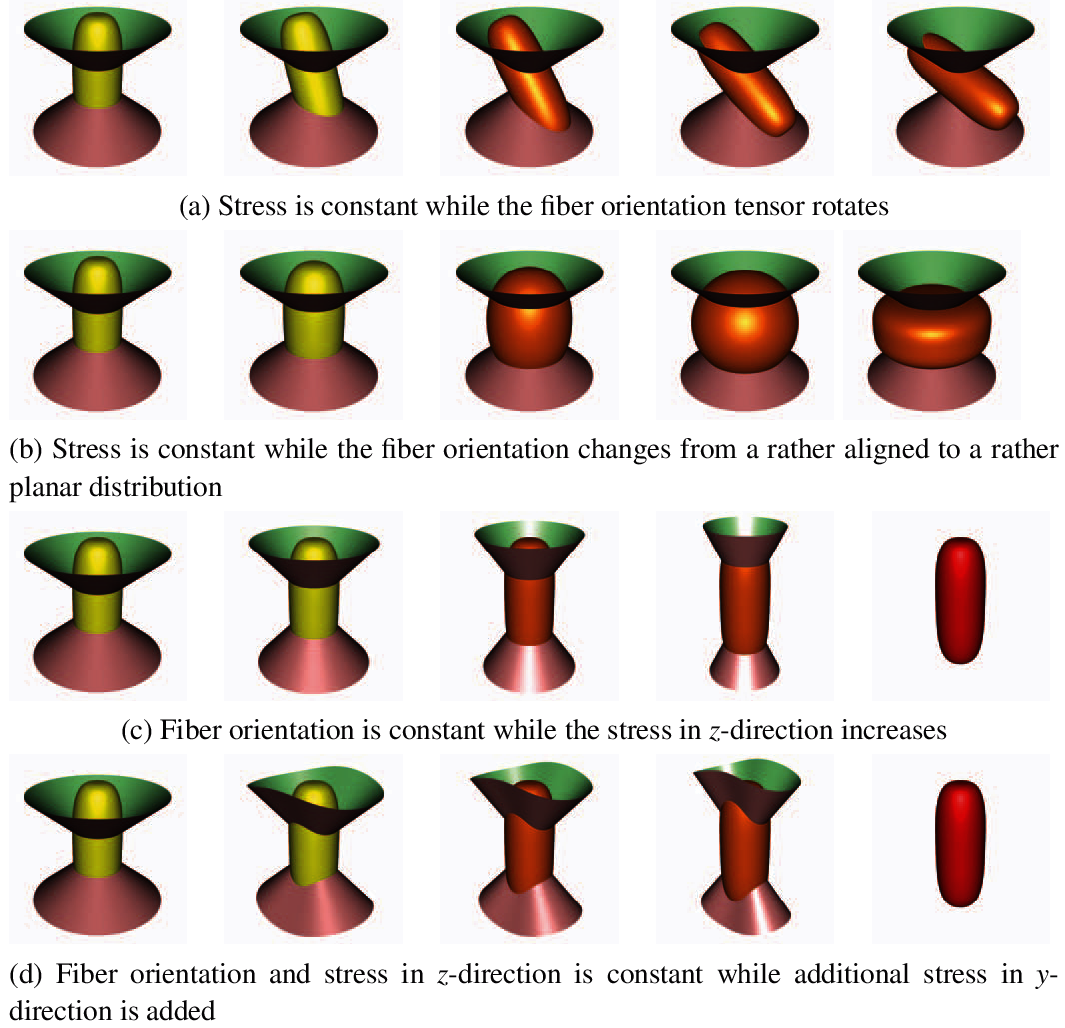 (a) Stress is constant while the fiber orientation tensor rotates
(b) Stress is constant while the fiber orientation changes from a rather aligned to a rather
planar distribution
(c) Fiber orientation is constant while the stress in z-direction increases
(d) Fiber orientation and stress in z-direction is constant while additional stress in y-
direction is added